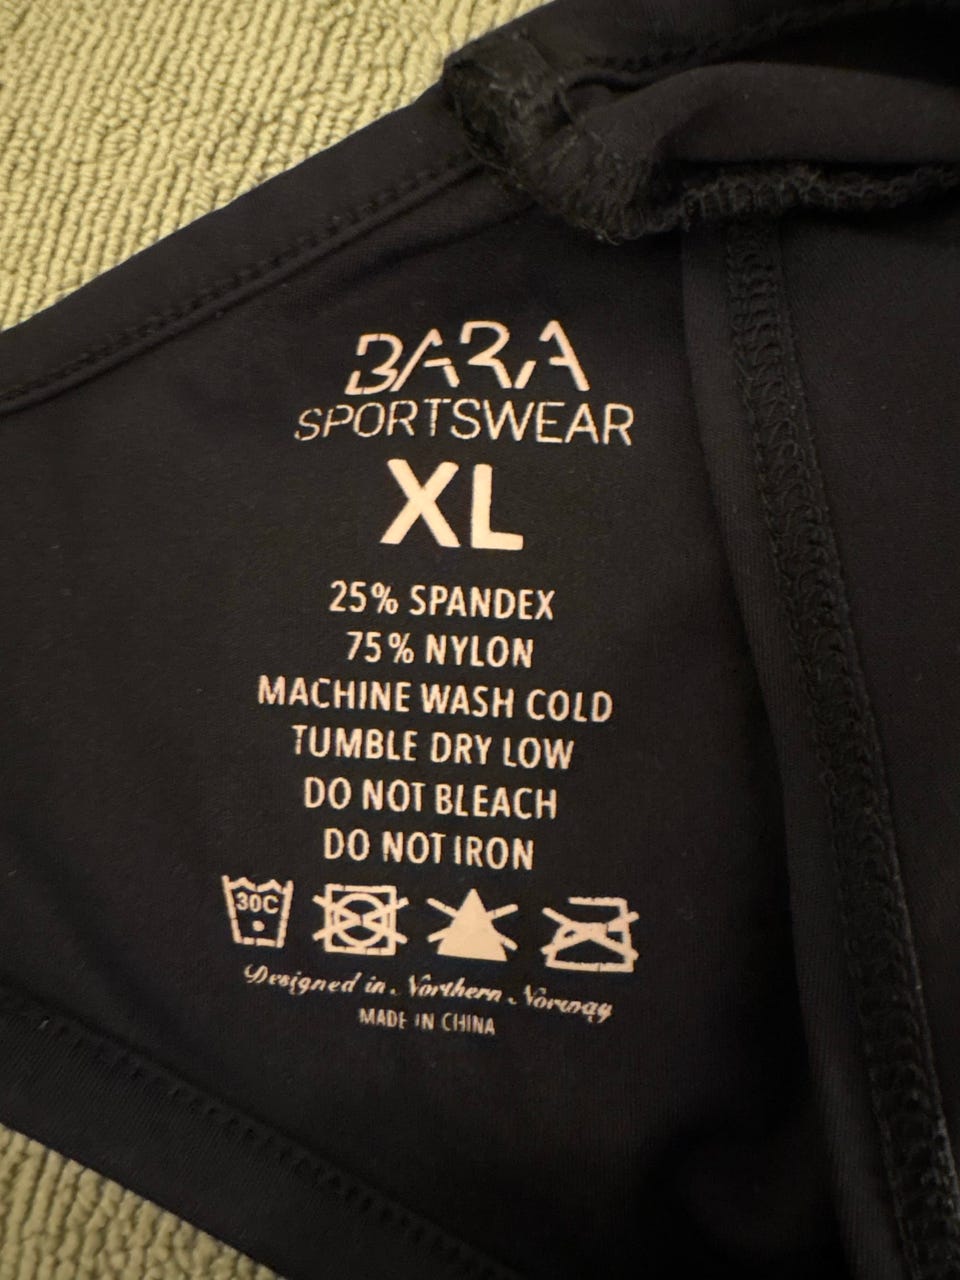 BARA
SPORTSWEAR
XL
25% SPANDEX
75% NYLON
MACHINE WASH COLD
TUMBLE DRY LOW
DO NOT BLEACH
DO NOT IRON
30C
Designed in Northern Norway
MADE IN CHINA